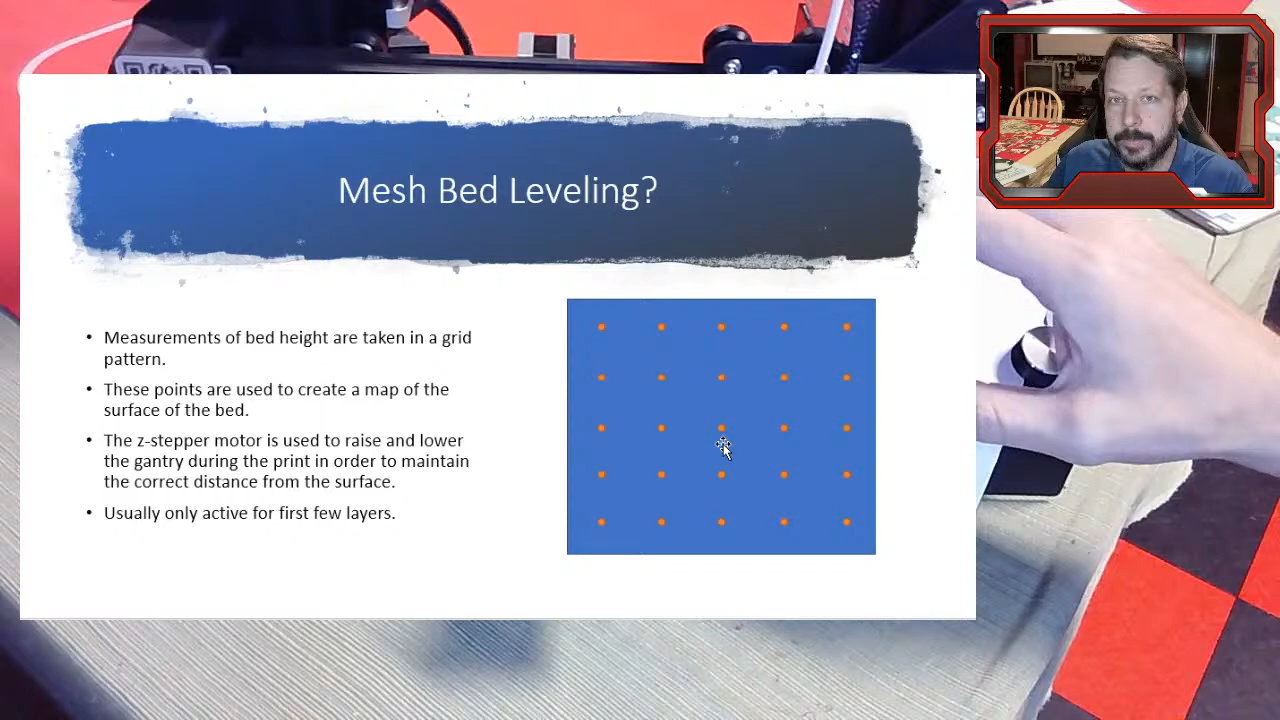 Mesh Bed Leveling?
• Measurements of bed height are taken in a grid
pattern.
• These points are used to create a map of the
surface of the bed.
• The z-stepper motor is used to raise and lower
the gantry during the print in order to maintain
the correct distance from the surface.
• Usually only active for first few layers.